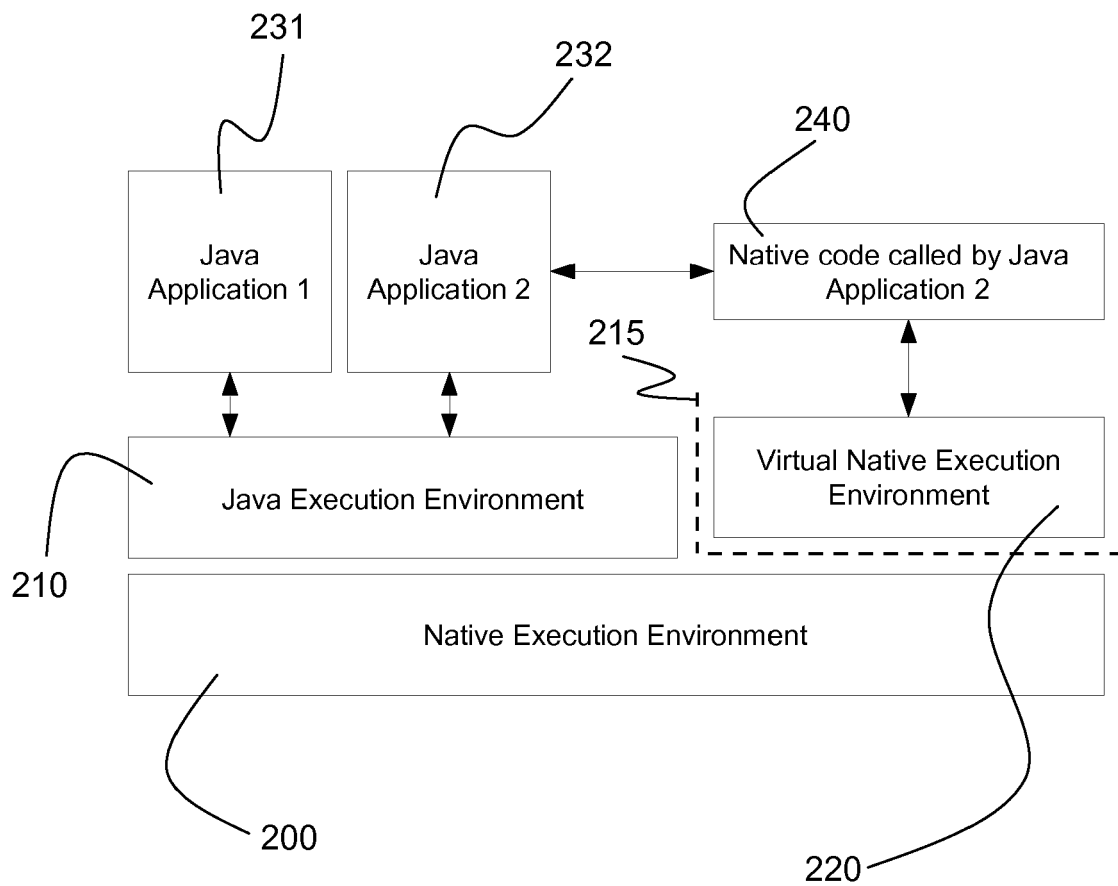 231
232
240
Java
Application 1
Java
Application 2
Native code called by Java
Application 2
215
Virtual Native Execution
Environment
Java Execution Environment
210
Native Execution Environment
200
220